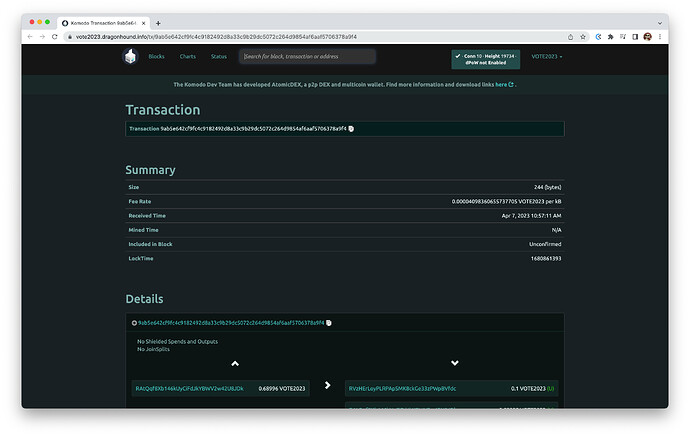 Komodo Transaction 9ab5e6
vote2023.dragonhound.info/tx/9ab5e642cf9fc4c9182492d8a33c9b29dc5072c264d9854af6aaf5706378a9f4
Blocks Charts Status Search for block, transaction or address
Conn 10 · Height 19734 ·
dPoW not Enabled
VOTE2023
The Komodo Dev Team has developed AtomicDEX, a p2p DEX and multicoin wallet. Find more information and download links here .
Transaction
Transaction 9ab5e642cf9fc4c9182492d8a33c9b29dc5072c264d9854af6aaf5706378a9f4
Summary
Size 244 (bytes)
Fee Rate 0.00004098360655737705 VOTE2023 per kB
Received Time Apr 7, 2023 10:57:11 AM
Mined Time N/A
Included in Block Unconfirmed
LockTime 1680861393
Details
9ab5e642cf9fc4c9182492d8a33c9b29dc5072c264d9854af6aaf5706378a9f4
No Shielded Spends and Outputs
No JoinSplits
0.68996 VOTE2023
0.1 VOTE2023 (U)